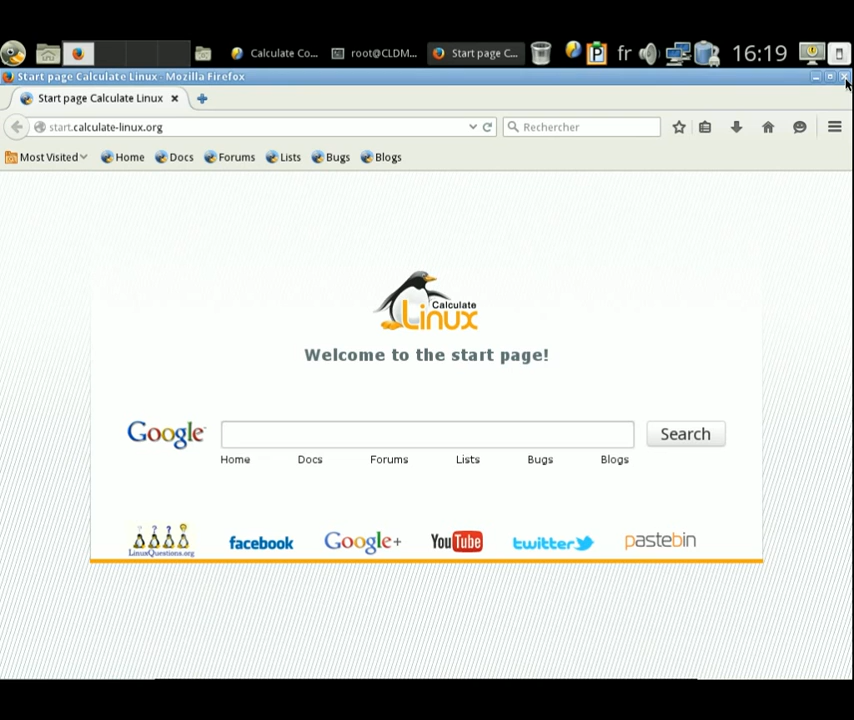 Calculate Co... root@CLDM... Start page C... fr 16:19
Start page Calculate Linux - Mozilla Firefox
Start page Calculate Linux
start.calculate-linux.org Rechercher
Most Visited Home Docs Forums Lists Bugs Blogs
Calculate
Linux
Welcome to the start page!
Google Search
Home Docs Forums Lists Bugs Blogs
LinuxQuestions.org facebook Google+ YouTube twitter pastebin